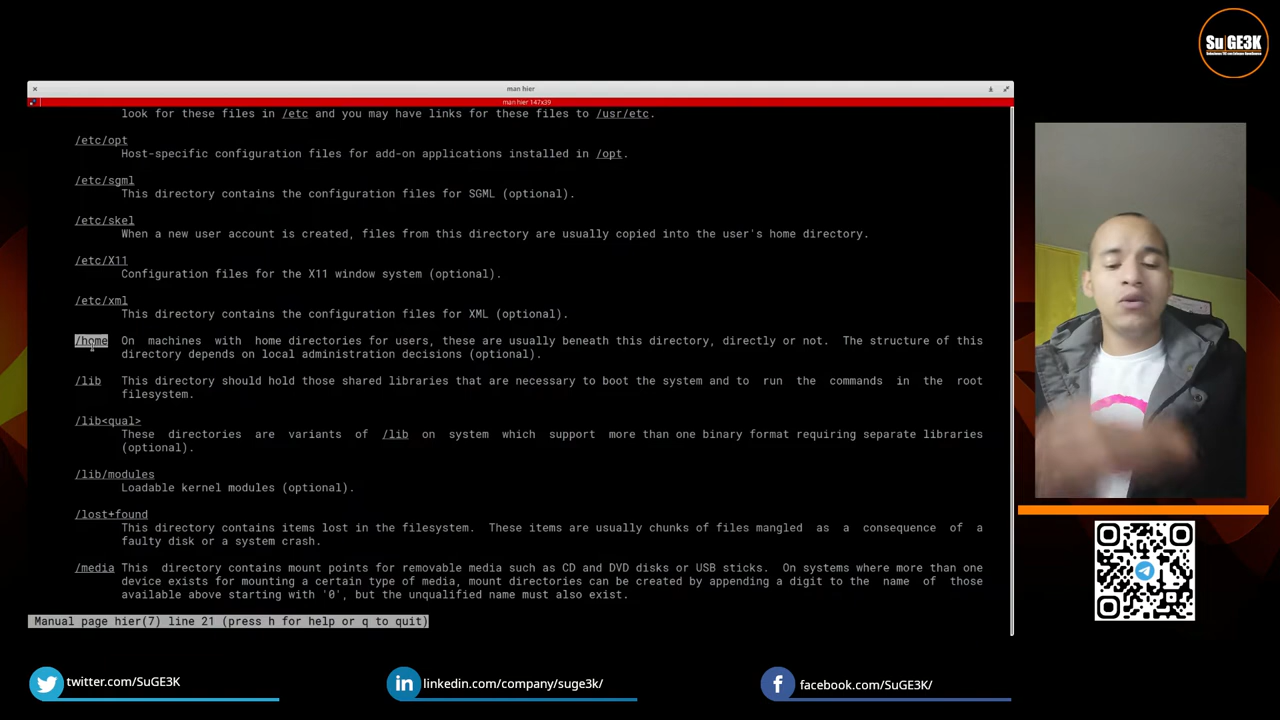 Su GE3K
man hier
man hier 147x39
look for these files in /etc and you may have links for these files to /usr/etc.
/etc/opt
Host-specific configuration files for add-on applications installed in /opt.
/etc/sgml
This directory contains the configuration files for SGML (optional).
/etc/skel
When a new user account is created, files from this directory are usually copied into the user's home directory.
/etc/X11
Configuration files for the X11 window system (optional).
/etc/xml
This directory contains the configuration files for XML (optional).
/home On machines with home directories for users, these are usually beneath this directory, directly or not. The structure of this
directory depends on local administration decisions (optional).
/lib This directory should hold those shared libraries that are necessary to boot the system and to run the commands in the root
filesystem.
/lib<qual>
These directories are variants of /lib on system which support more than one binary format requiring separate libraries
(optional).
/lib/modules
Loadable kernel modules (optional).
/lost+found
This directory contains items lost in the filesystem. These items are usually chunks of files mangled as a consequence of a
faulty disk or a system crash.
/media This directory contains mount points for removable media such as CD and DVD disks or USB sticks. On systems where more than one
device exists for mounting a certain type of media, mount directories can be created by appending a digit to the name of those
available above starting with '0', but the unqualified name must also exist.
Manual page hier(7) line 21 (press h for help or q to quit)
twitter.com/SuGE3K
linkedin.com/company/suge3k/
facebook.com/SuGE3K/